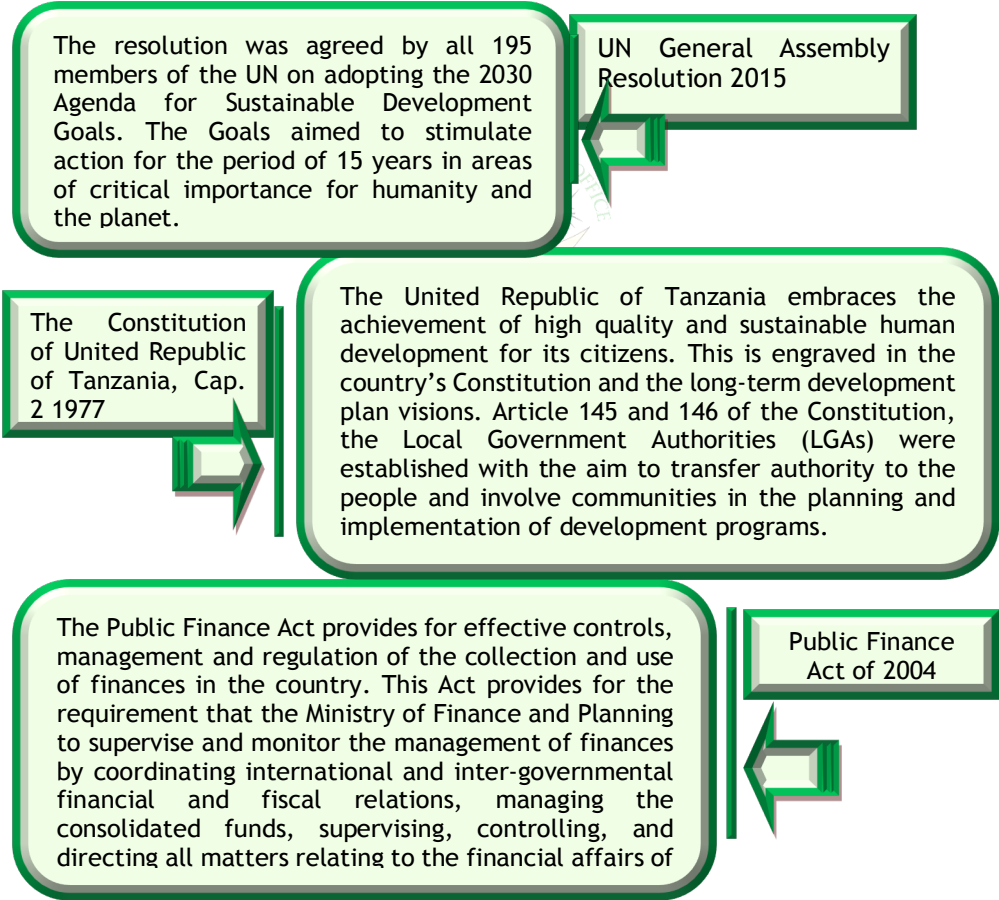 The resolution was agreed by all 195
members of the UN on adopting the 2030
Agenda for Sustainable Development
Goals. The Goals aimed to stimulate
action for the period of 15 years in areas
of critical importance for humanity and
the planet.
UN General Assembly
Resolution 2015
OFFICE
The Constitution
of United Republic
of Tanzania, Cap.
2 1977
The United Republic of Tanzania embraces the
achievement of high quality and sustainable human
development for its citizens. This is engraved in the
country’s Constitution and the long-term development
plan visions. Article 145 and 146 of the Constitution,
the Local Government Authorities (LGAs) were
established with the aim to transfer authority to the
people and involve communities in the planning and
implementation of development programs.
The Public Finance Act provides for effective controls,
management and regulation of the collection and use
of finances in the country. This Act provides for the
requirement that the Ministry of Finance and Planning
to supervise and monitor the management of finances
by coordinating international and inter-governmental
financial and fiscal relations, managing the
consolidated funds, supervising, controlling, and
directing all matters relating to the financial affairs of
Public Finance
Act of 2004